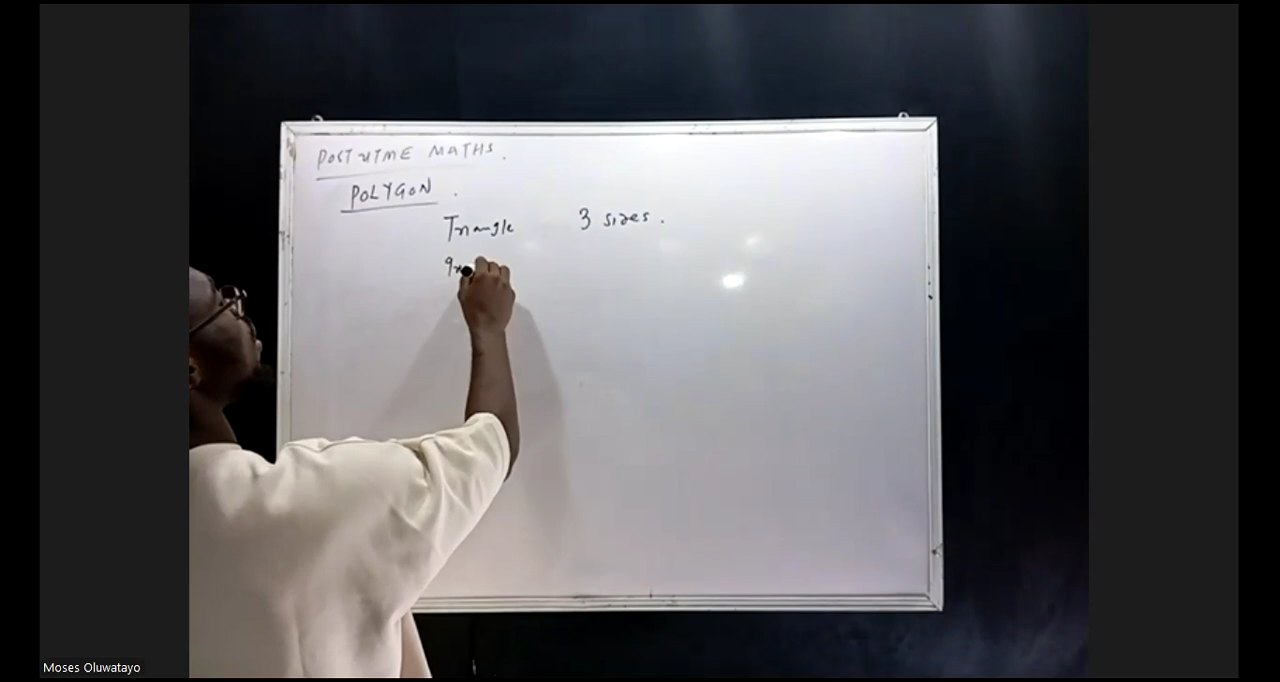 POST UTME MATHS.
POLYGON.
Triangle 3 sides.
Moses Oluwatayo